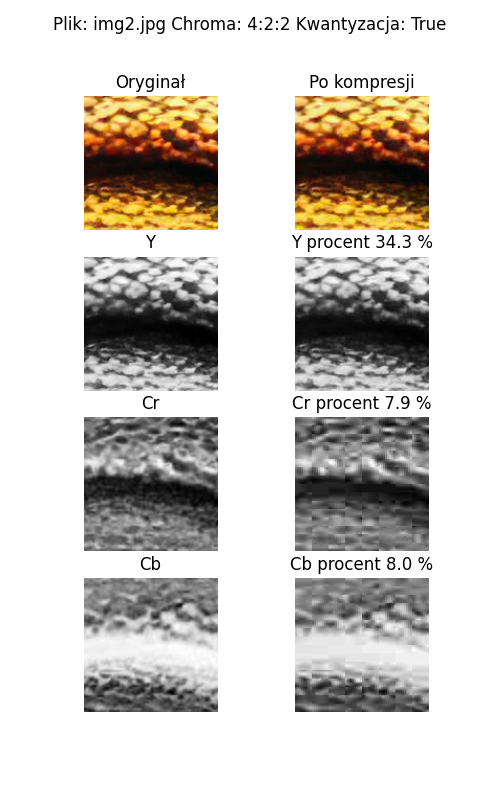 Plik: img2.jpg Chroma: 4:2:2 Kwantyzacja: True
Oryginał Po kompresji
Y Y procent 34.3 %
Cr Cr procent 7.9 %
Cb Cb procent 8.0 %